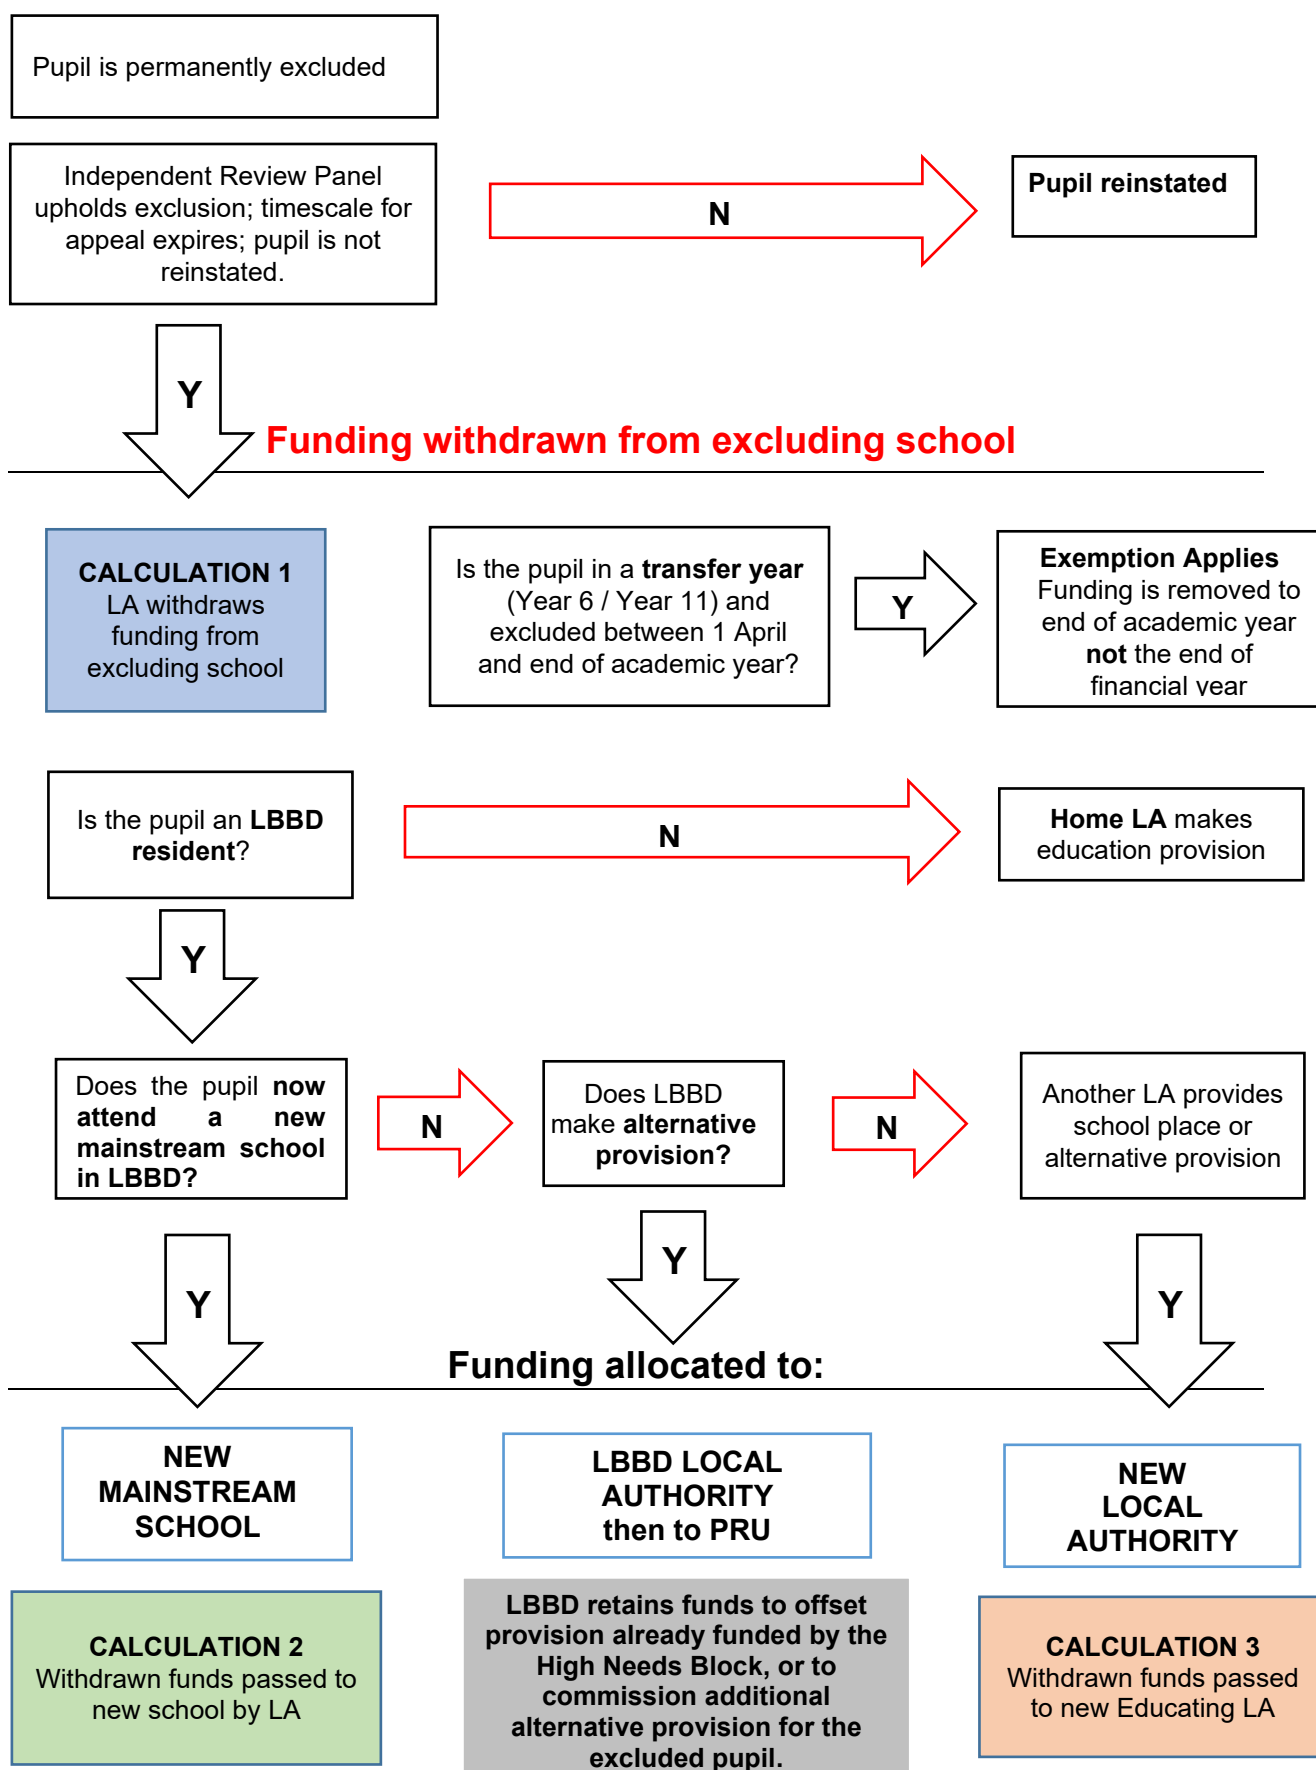 Pupil is permanently excluded
Independent Review Panel
upholds exclusion; timescale for
appeal expires; pupil is not
reinstated.
N
Pupil reinstated
Y
Funding withdrawn from excluding school
CALCULATION 1
LA withdraws
funding from
excluding school
Is the pupil in a transfer year
(Year 6 / Year 11) and
excluded between 1 April
and end of academic year?
Y
Exemption Applies
Funding is removed to
end of academic year
not the end of
financial year
Is the pupil an LBBD
resident?
N
Home LA makes
education provision
Y
Does the pupil now
attend a new
mainstream school
in LBBD?
N
Does LBBD
make alternative
provision?
N
Another LA provides
school place or
alternative provision
Y
Y
Y
Funding allocated to:
NEW
MAINSTREAM
SCHOOL
LBBD LOCAL
AUTHORITY
then to PRU
NEW
LOCAL
AUTHORITY
CALCULATION 2
Withdrawn funds passed to
new school by LA
LBBD retains funds to offset
provision already funded by the
High Needs Block, or to
commission additional
alternative provision for the
excluded pupil.
CALCULATION 3
Withdrawn funds passed
to new Educating LA